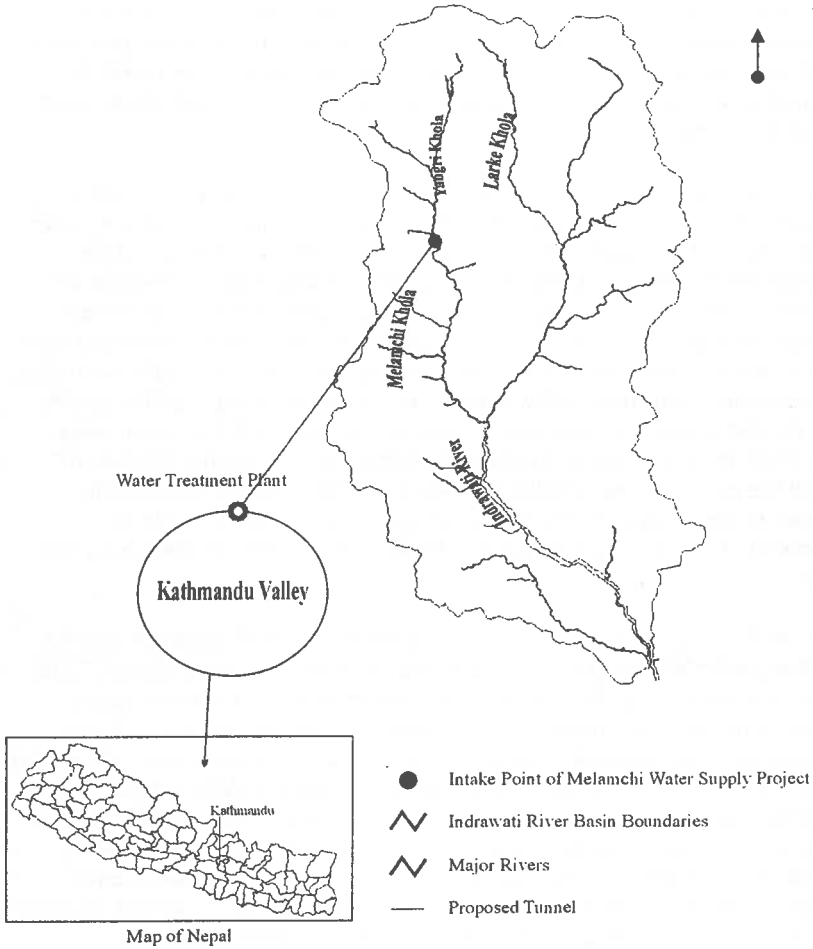 Yangri Khola
Larke Khola
Melamchi Khola
Indrawati River
Water Treatment Plant
Kathmandu Valley
Kathmandu
Map of Nepal
Intake Point of Melamchi Water Supply Project
Indrawati River Basin Boundaries
Major Rivers
Proposed Tunnel